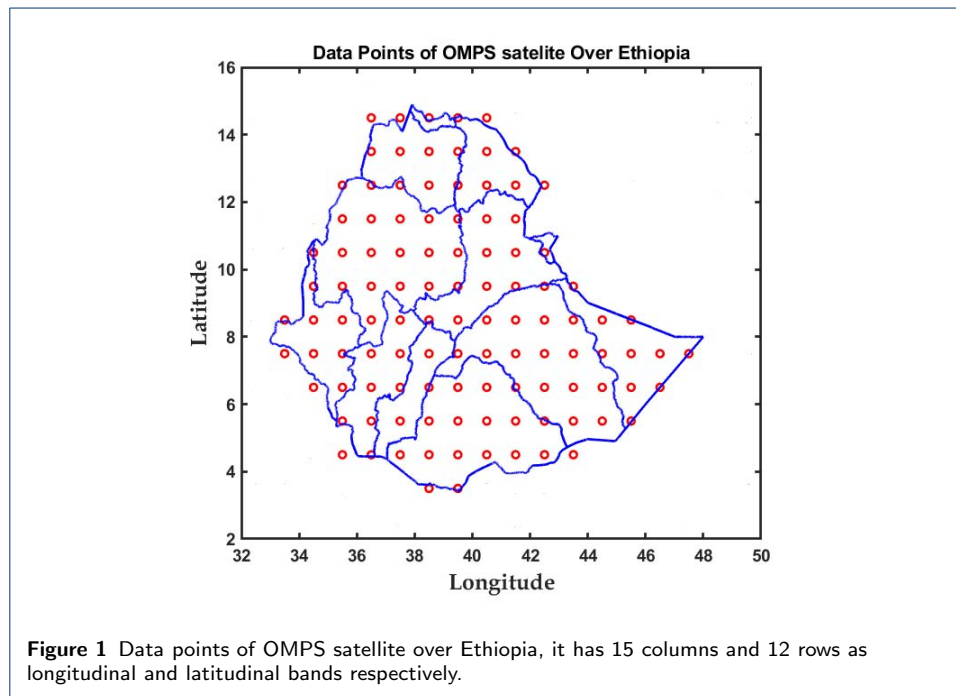 Data Points of OMPS satelite Over Ethiopia
16
14
12
10
8
6
4
2
Latitude
32 34 36 38 40 42 44 46 48 50
Longitude
Figure 1 Data points of OMPS satellite over Ethiopia, it has 15 columns and 12 rows as
longitudinal and latitudinal bands respectively.